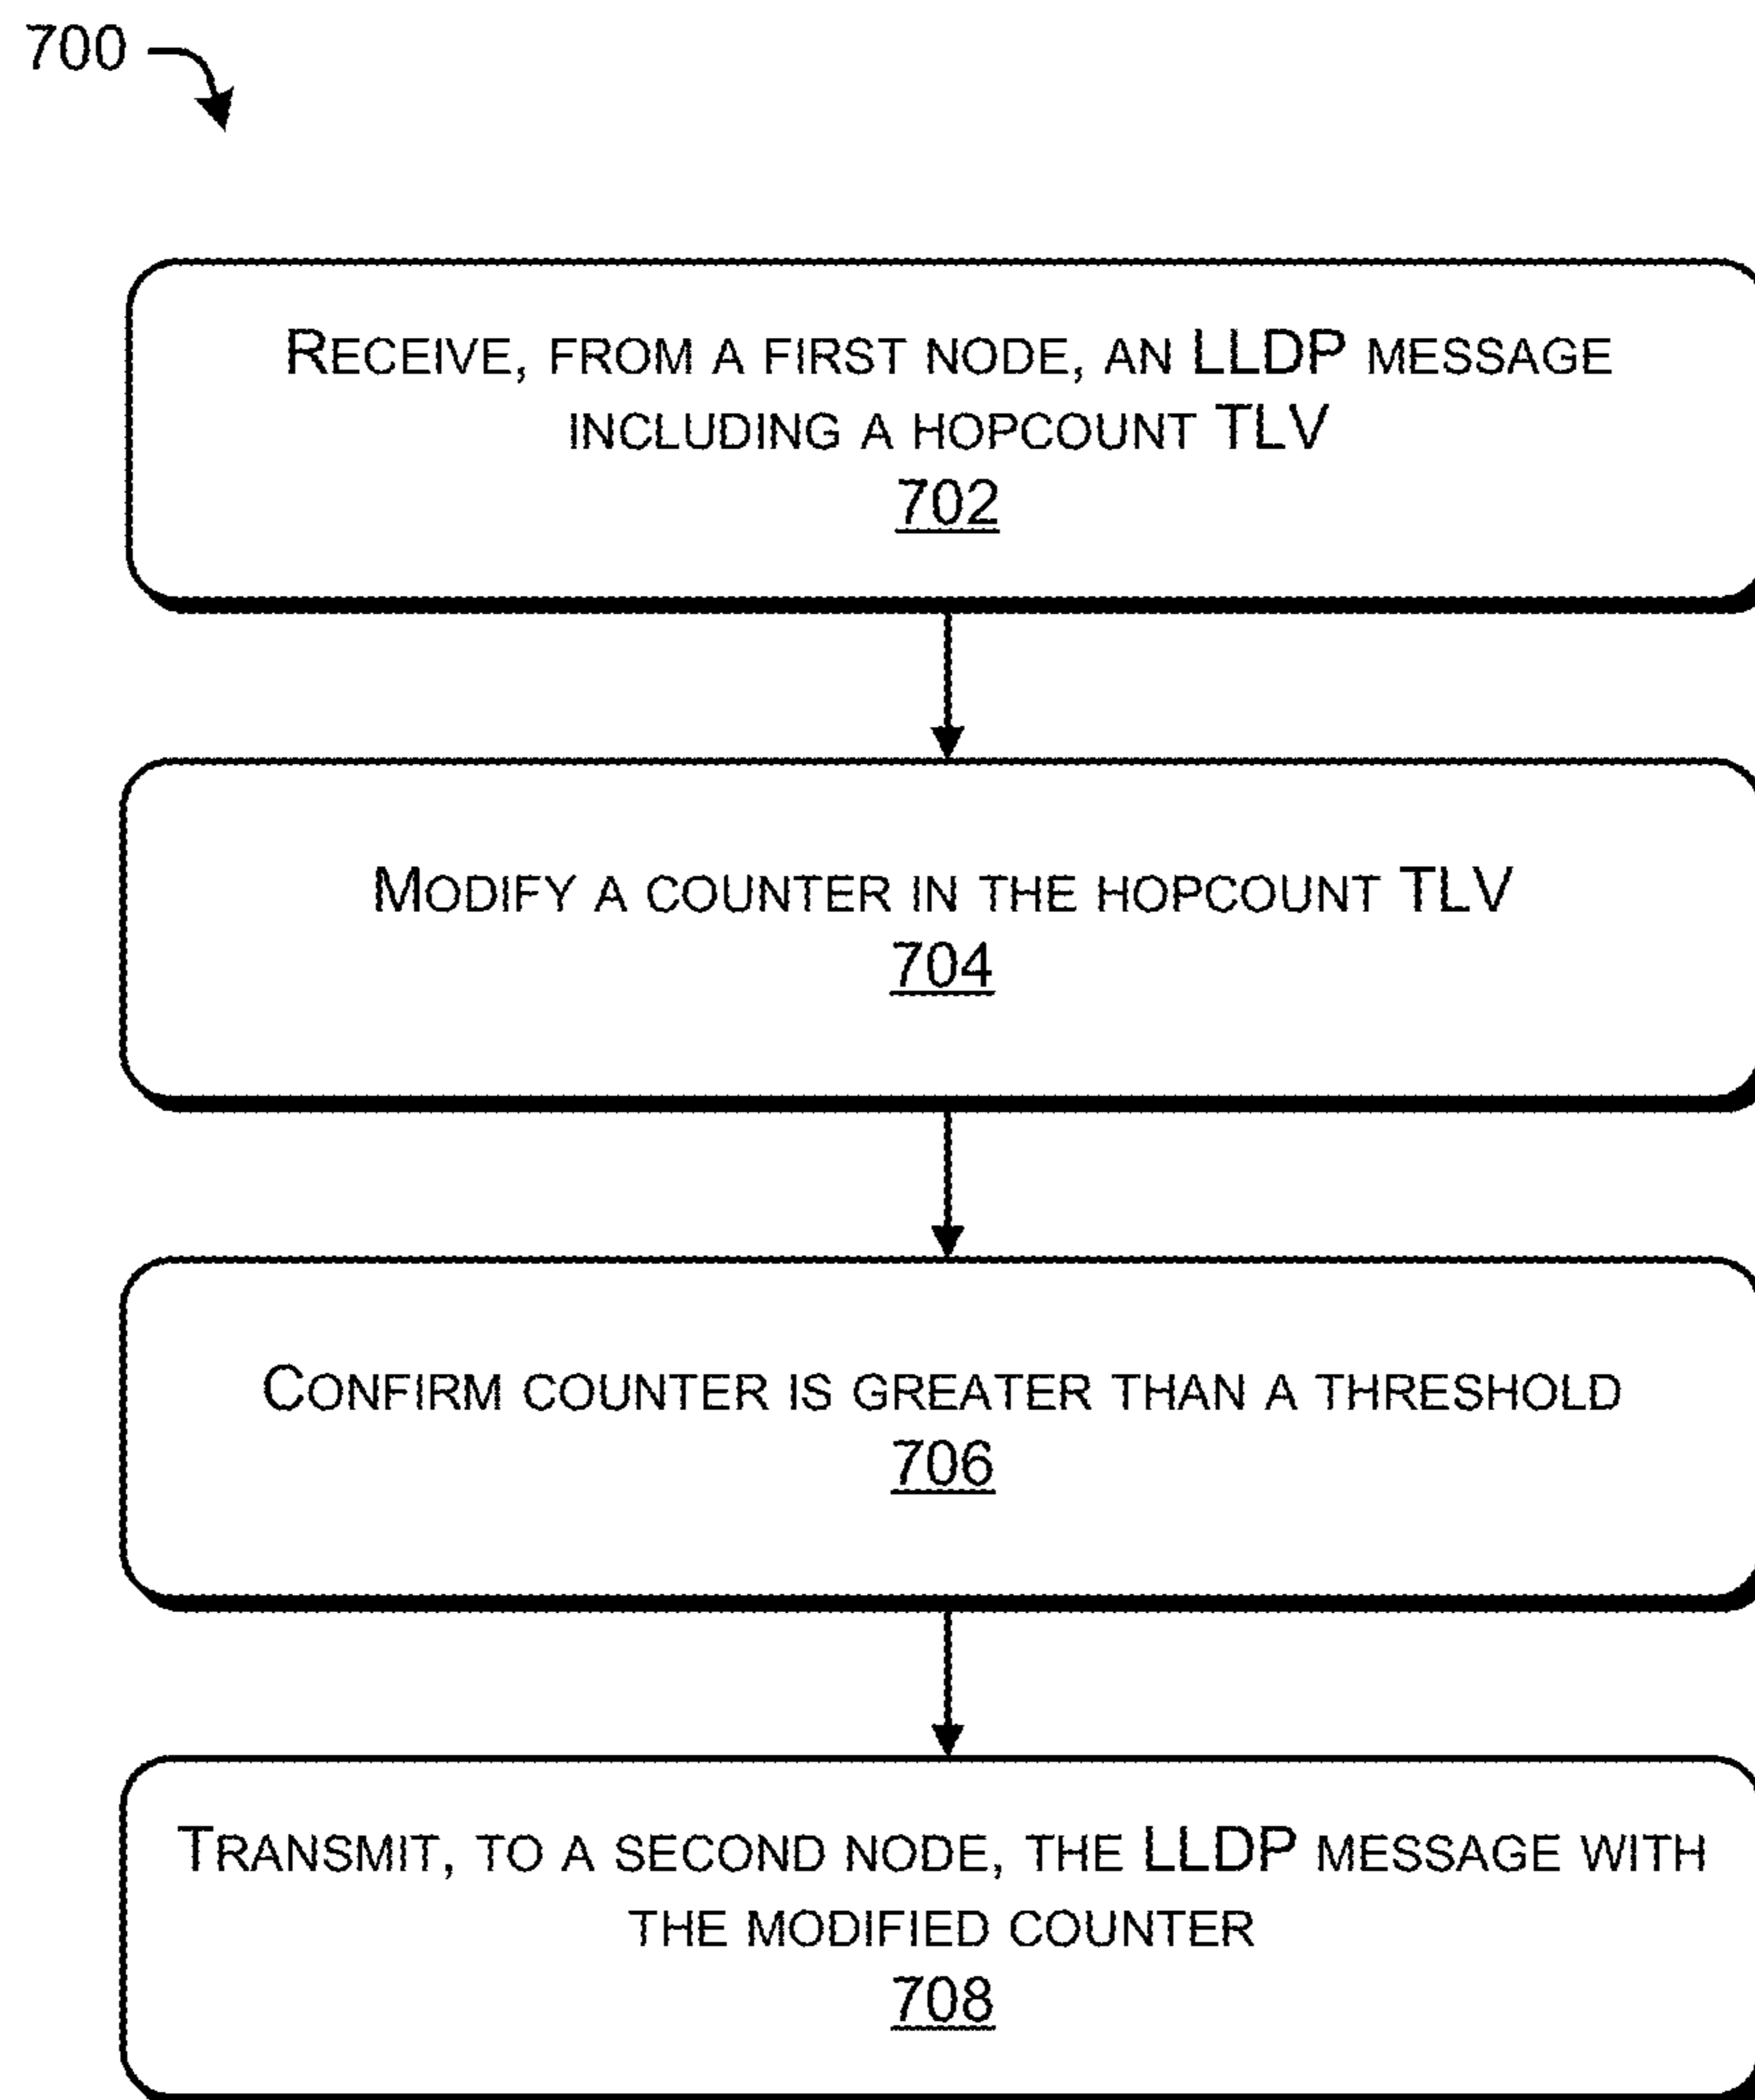 700
RECEIVE, FROM A FIRST NODE, AN LLDP MESSAGE
INCLUDING A HOPCOUNT TLV
702
MODIFY A COUNTER IN THE HOPCOUNT TLV
704
CONFIRM COUNTER IS GREATER THAN A THRESHOLD
706
TRANSMIT, TO A SECOND NODE, THE LLDP MESSAGE WITH
THE MODIFIED COUNTER
708